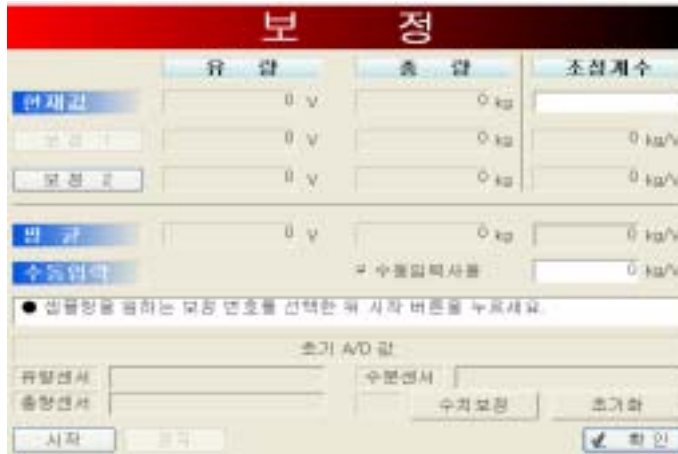 보 정
유 량 총 량 조섭계수
현재값 0 V 0 kg
보 정 1 0 V 0 kg 0 kg/V
보 정 2 0 V 0 kg 0 kg/V
평 균 0 V 0 kg 0 kg/V
수동입력 수동입력사용 0 kg/V
● 샘플링을 원하는 보정 번호를 선택한 뒤 시작 버튼을 누르세요.
초기 A/D 값
유량센서 수분센서
중량센서 수치보정 초기화
시작 중지 확인